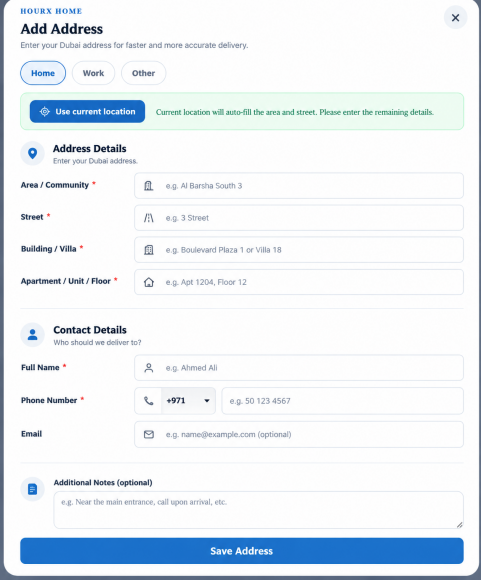 HOURX HOME
Add Address
Enter your Dubai address for faster and more accurate delivery.
Home Work Other
Use current location Current location will auto-fill the area and street. Please enter the remaining details.
Address Details
Enter your Dubai address.
Area / Community * e.g. Al Barsha South 3
Street * e.g. 3 Street
Building / Villa * e.g. Boulevard Plaza 1 or Villa 18
Apartment / Unit / Floor * e.g. Apt 1204, Floor 12
Contact Details
Who should we deliver to?
Full Name * e.g. Ahmed Ali
Phone Number * +971 e.g. 50 123 4567
Email e.g. name@example.com (optional)
Additional Notes (optional)
e.g. Near the main entrance, call upon arrival, etc.
Save Address